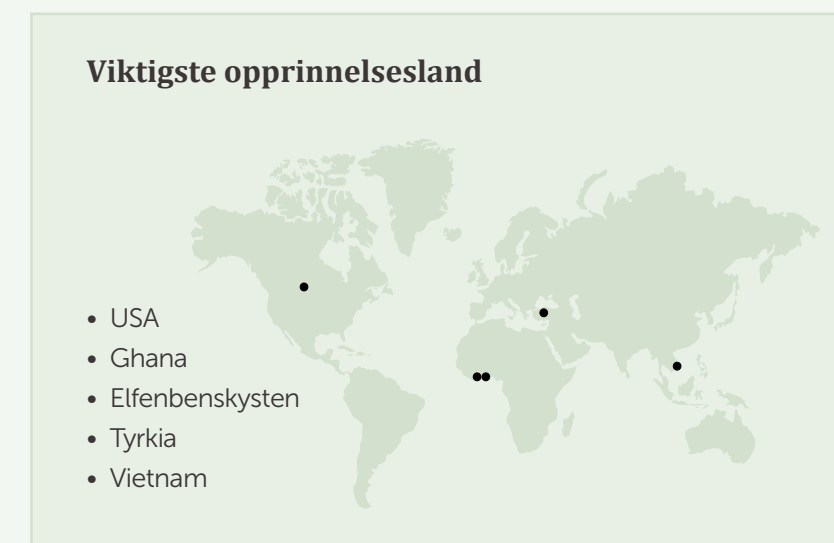 Viktigste opprinnelsesland
• USA
• Ghana
• Elfenbenskysten
• Tyrkia
• Vietnam